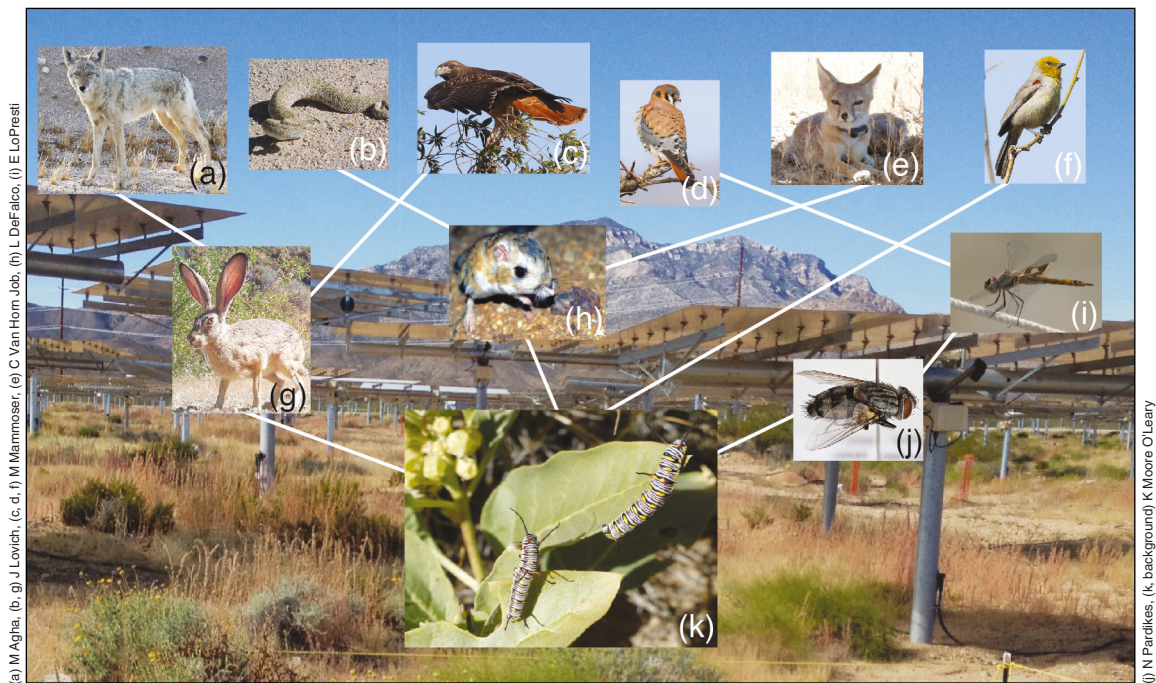 (a) M Agha, (b, g) J Lovich, (c, d, f) M Mammoser, (e) C Van Horn Job, (h) L DeFalco, (i) E LoPresti
(a)
(b)
(c)
(d)
(e)
(f)
(g)
(h)
(i)
(j)
(k)
(j) N Pardikes, (k, background) K Moore O'Leary